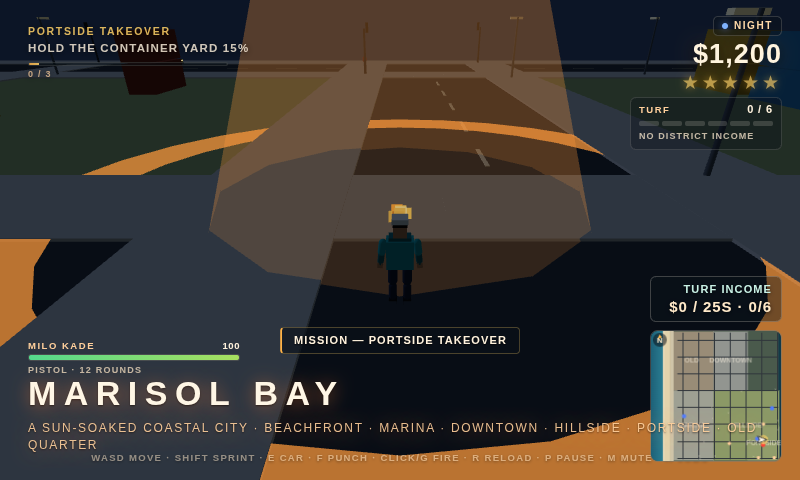 PORTSIDE TAKEOVER
HOLD THE CONTAINER YARD 15%
0 / 3
NIGHT
$1,200
★★★★★
TURF 0 / 6
NO DISTRICT INCOME
TURF INCOME
$0 / 25S · 0/6
MILO KADE 100
PISTOL · 12 ROUNDS
MISSION — PORTSIDE TAKEOVER
N
OLD DOWNTOWN
MARISOL BAY
A SUN-SOAKED COASTAL CITY · BEACHFRONT · MARINA · DOWNTOWN · HILLSIDE · PORTSIDE · OLD QUARTER
WASD MOVE · SHIFT SPRINT · E CAR · F PUNCH · CLICK/G FIRE · R RELOAD · P PAUSE · M MUTE